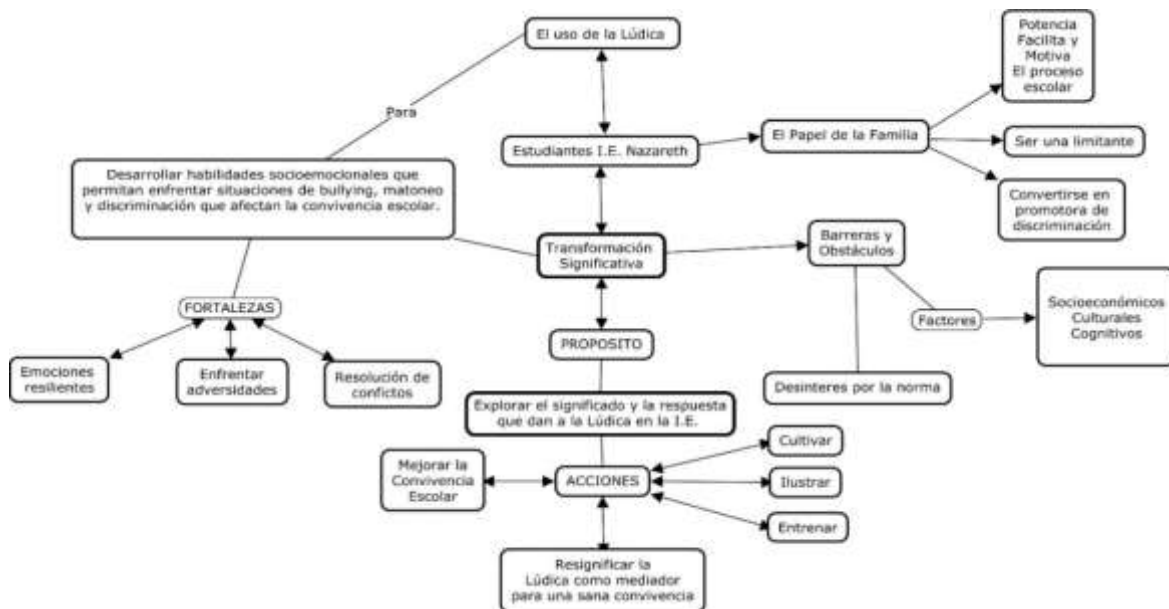 El uso de la Lúdica
Potencia
Facilita y
Motiva
El proceso
escolar
Para
Estudiantes I.E. Nazareth
El Papel de la Familia
Ser una limitante
Convertirse en
promotora de
discriminación
Desarrollar habilidades socioemocionales que
permitan enfrentar situaciones de bullying, matoneo
y discriminación que afectan la convivencia escolar.
Transformación
Significativa
Barreras y
Obstáculos
Factores
Socioeconómicos
Culturales
Cognitivos
Desinteres por la norma
FORTALEZAS
Emociones
resilientes
Enfrentar
adversidades
Resolución de
confictos
PROPOSITO
Explorar el significado y la respuesta
que dan a la Lúdica en la I.E.
ACCIONES
Mejorar la
Convivencia
Escolar
Cultivar
Ilustrar
Entrenar
Resignificar la
Lúdica como mediador
para una sana convivencia